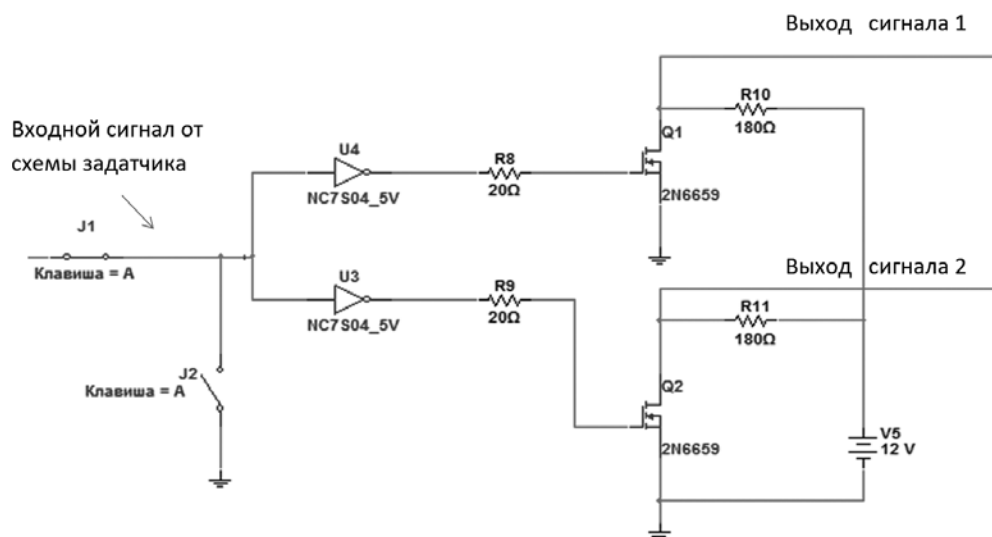 Выход сигнала 1
R10
180Ω
Q1
Входной сигнал от
схемы задатчика
U4
NC7S04_5V
R8
20Ω
2N6659
J1
Клавиша = A
U3
NC7S04_5V
R9
20Ω
Выход сигнала 2
R11
180Ω
J2
Клавиша = A
Q2
2N6659
V5
12 V